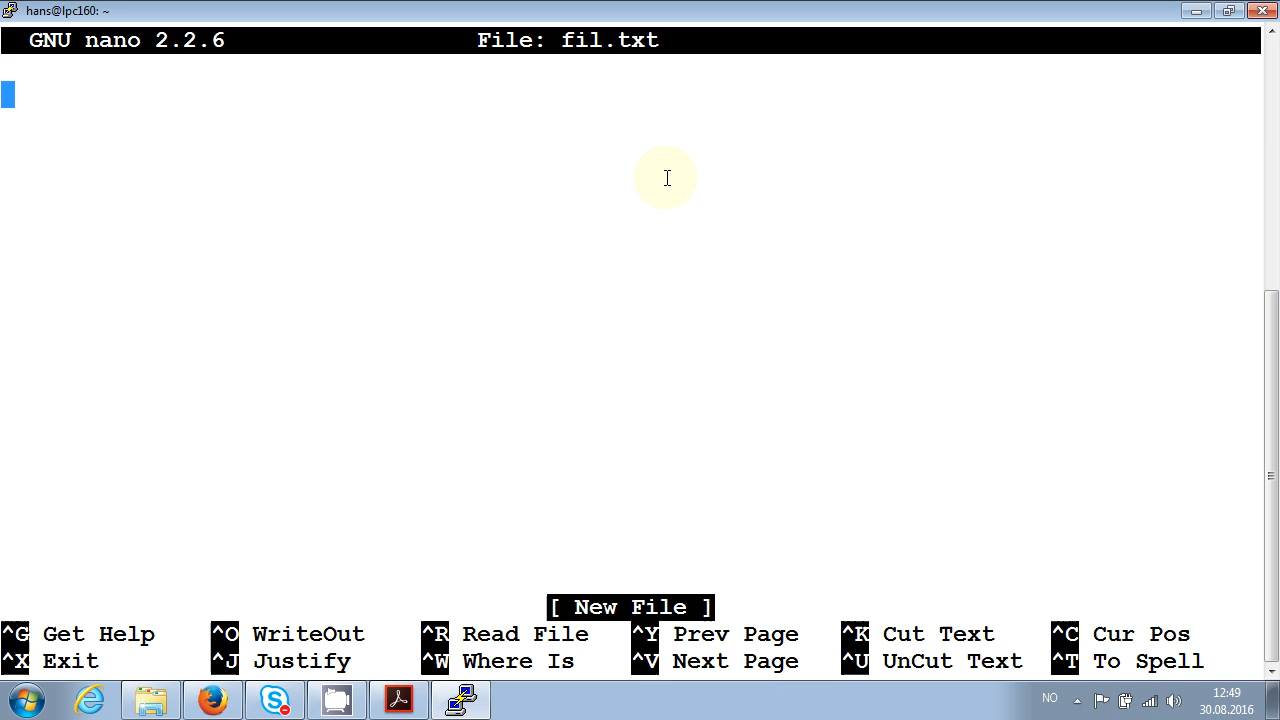 hans@lpc160: ~
GNU nano 2.2.6 File: fil.txt
[ New File ]
^G Get Help ^O WriteOut ^R Read File ^Y Prev Page ^K Cut Text ^C Cur Pos
^X Exit ^J Justify ^W Where Is ^V Next Page ^U UnCut Text ^T To Spell
NO 12:49
30.08.2016